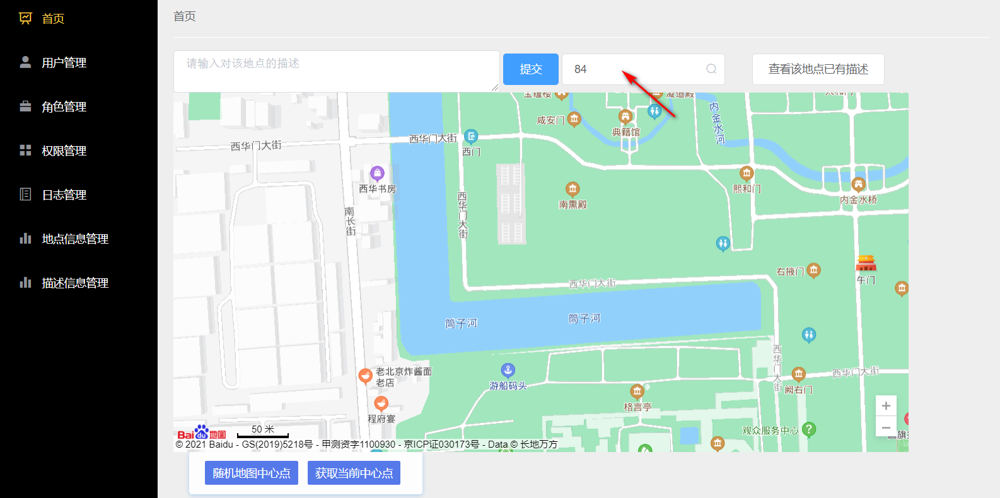 首页
用户管理
角色管理
权限管理
日志管理
地点信息管理
描述信息管理
首页
请输入对该地点的描述
提交
84
查看该地点已有描述
宝蕴楼
凝道殿
太和门
咸安门
典籍馆
内金水河
西华门大街
西华门大街
西门
西华书房
南薰殿
熙和门
内金水桥
西华门大街
南长街
右掖门
午门
西华门大街
筒子河
筒子河
老北京炸酱面
老店
游船码头
西华门大街
西华门大街
阙右门
格言亭
程府宴
观众服务中心
Bai du 地图
50 米
© 2021 Baidu - GS(2019)5218号 - 甲测资字1100930 - 京ICP证030173号 - Data © 长地万方
随机地图中心点
获取当前中心点